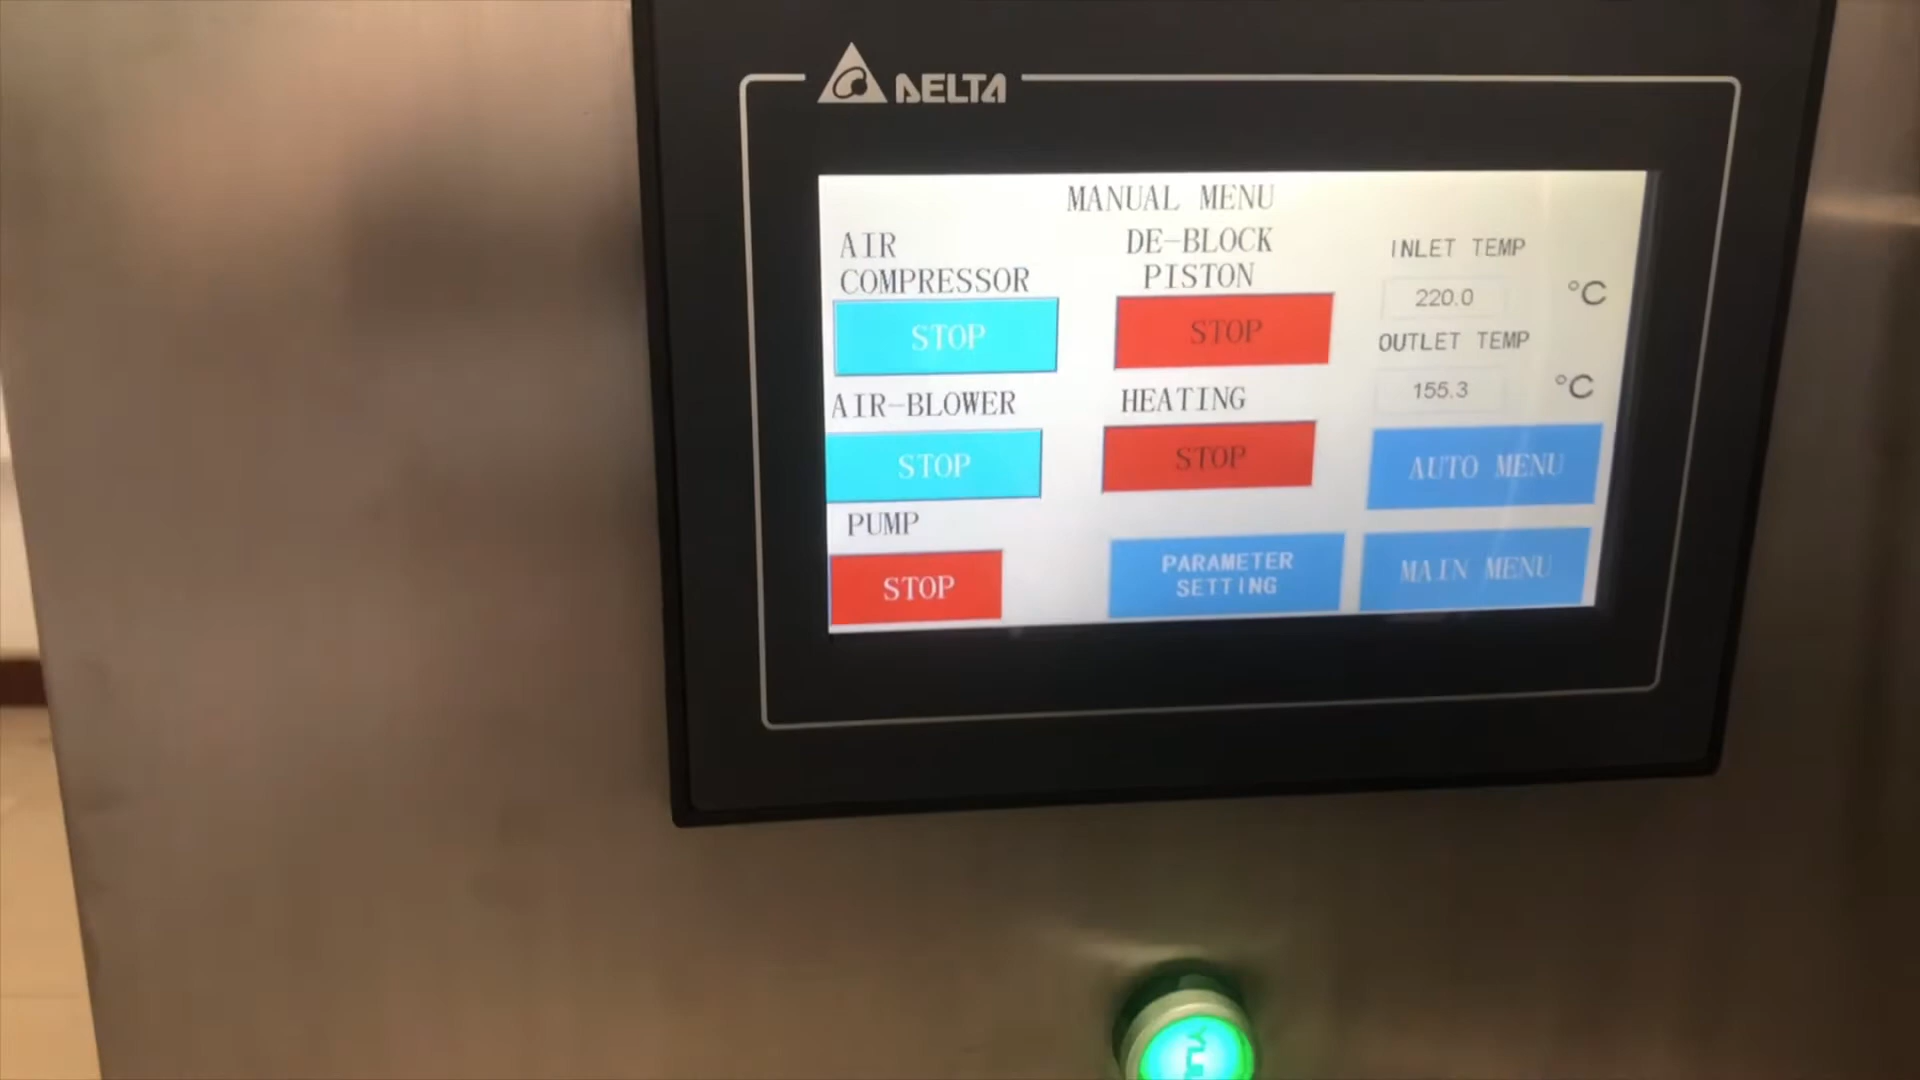 DELTA
MANUAL MENU
AIR
COMPRESSOR
STOP
DE-BLOCK
PISTON
STOP
INLET TEMP
220.0 °C
OUTLET TEMP
155.3 °C
AIR-BLOWER
STOP
HEATING
STOP
AUTO MENU
PUMP
STOP
PARAMETER
SETTING
MAIN MENU